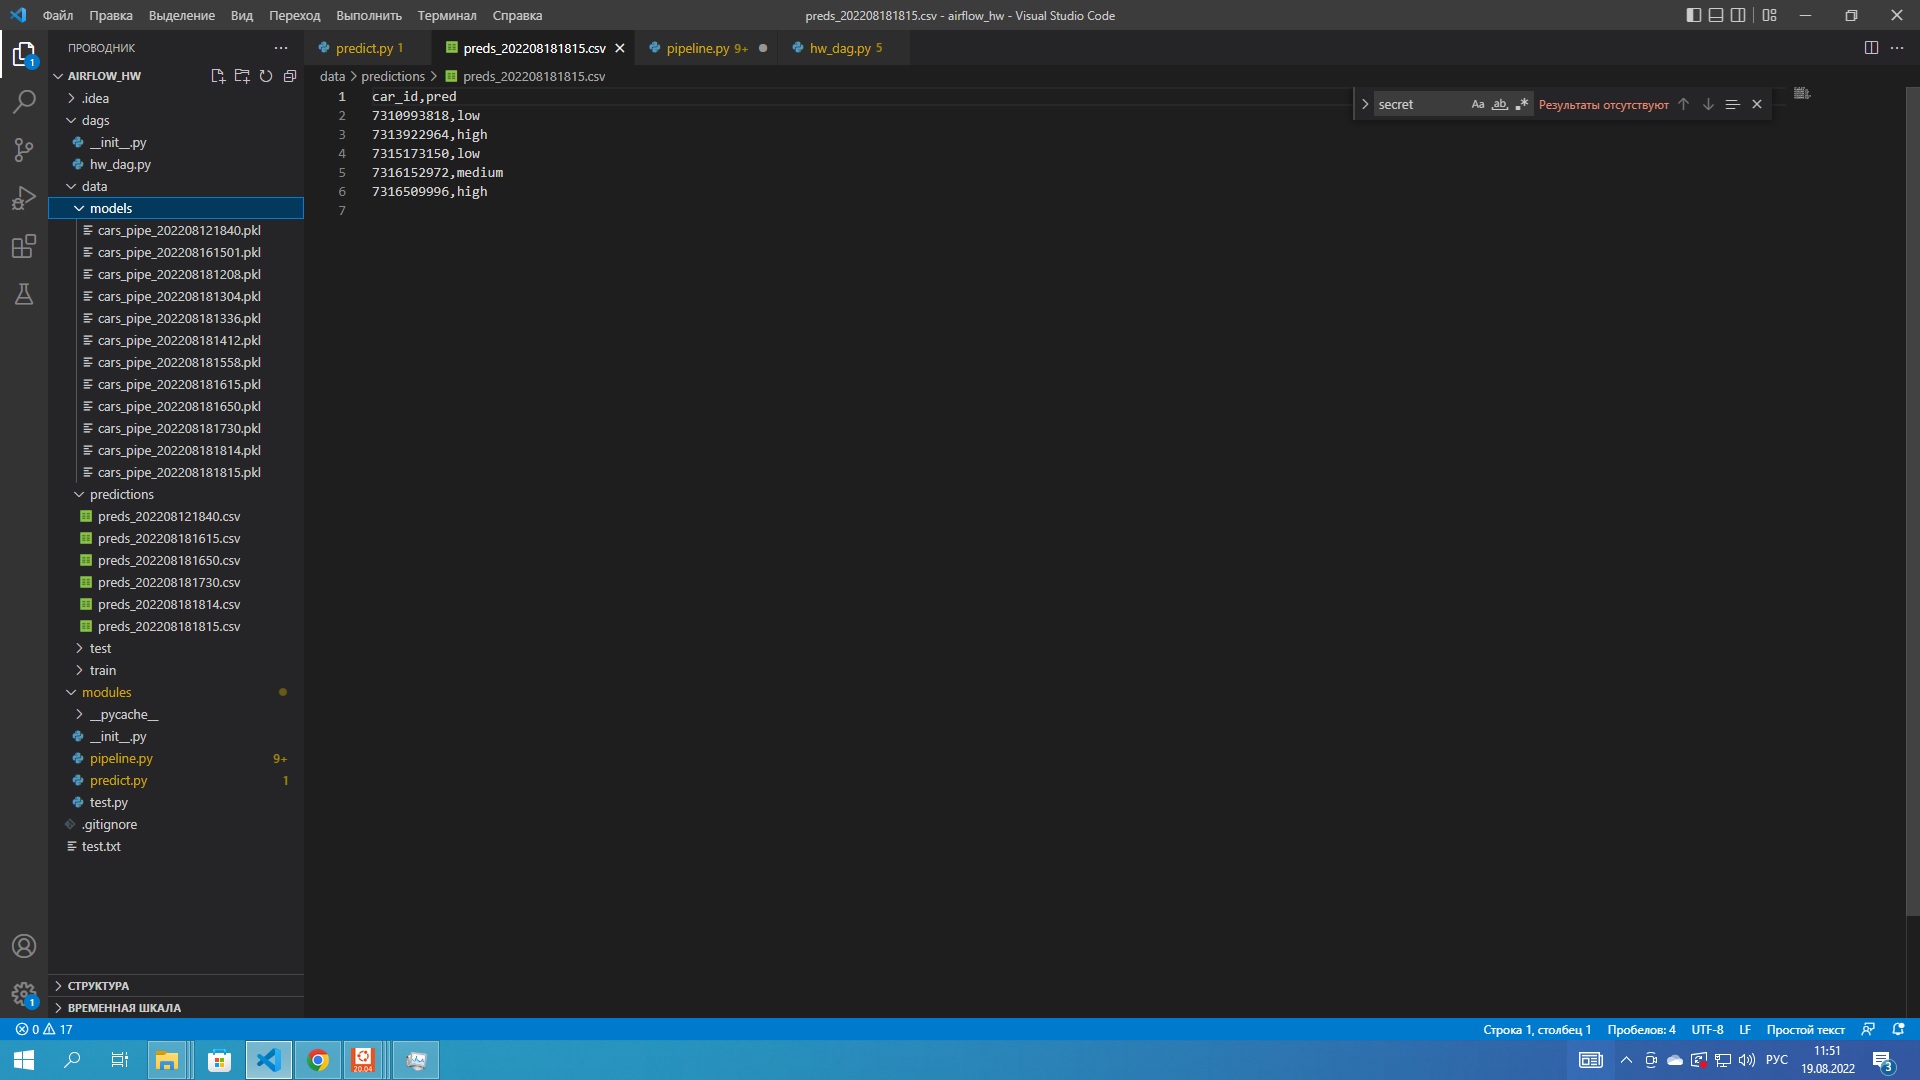 Файл Правка Выделение Вид Переход Выполнить Терминал Справка
preds_202208181815.csv - airflow_hw - Visual Studio Code
ПРОВОДНИК
predict.py 1
preds_202208181815.csv
pipeline.py 9+
hw_dag.py 5
AIRFLOW_HW
data > predictions > preds_202208181815.csv
.idea
dags
__init__.py
hw_dag.py
data
models
cars_pipe_202208121840.pkl
cars_pipe_202208161501.pkl
cars_pipe_202208181208.pkl
cars_pipe_202208181304.pkl
cars_pipe_202208181336.pkl
cars_pipe_202208181412.pkl
cars_pipe_202208181558.pkl
cars_pipe_202208181615.pkl
cars_pipe_202208181650.pkl
cars_pipe_202208181730.pkl
cars_pipe_202208181814.pkl
cars_pipe_202208181815.pkl
predictions
preds_202208121840.csv
preds_202208181615.csv
preds_202208181650.csv
preds_202208181730.csv
preds_202208181814.csv
preds_202208181815.csv
test
train
modules
__pycache__
__init__.py
pipeline.py 9+
predict.py 1
test.py
.gitignore
test.txt
СТРУКТУРА
ВРЕМЕННАЯ ШКАЛА
1 car_id,pred
2 7310993818,low
3 7313922964,high
4 7315173150,low
5 7316152972,medium
6 7316509996,high
7
secret Aa ab Результаты отсутствуют
1
1
0 17
Строка 1, столбец 1 Пробелов: 4 UTF-8 LF Простой текст
20.04
РУС
11:51
19.08.2022
3